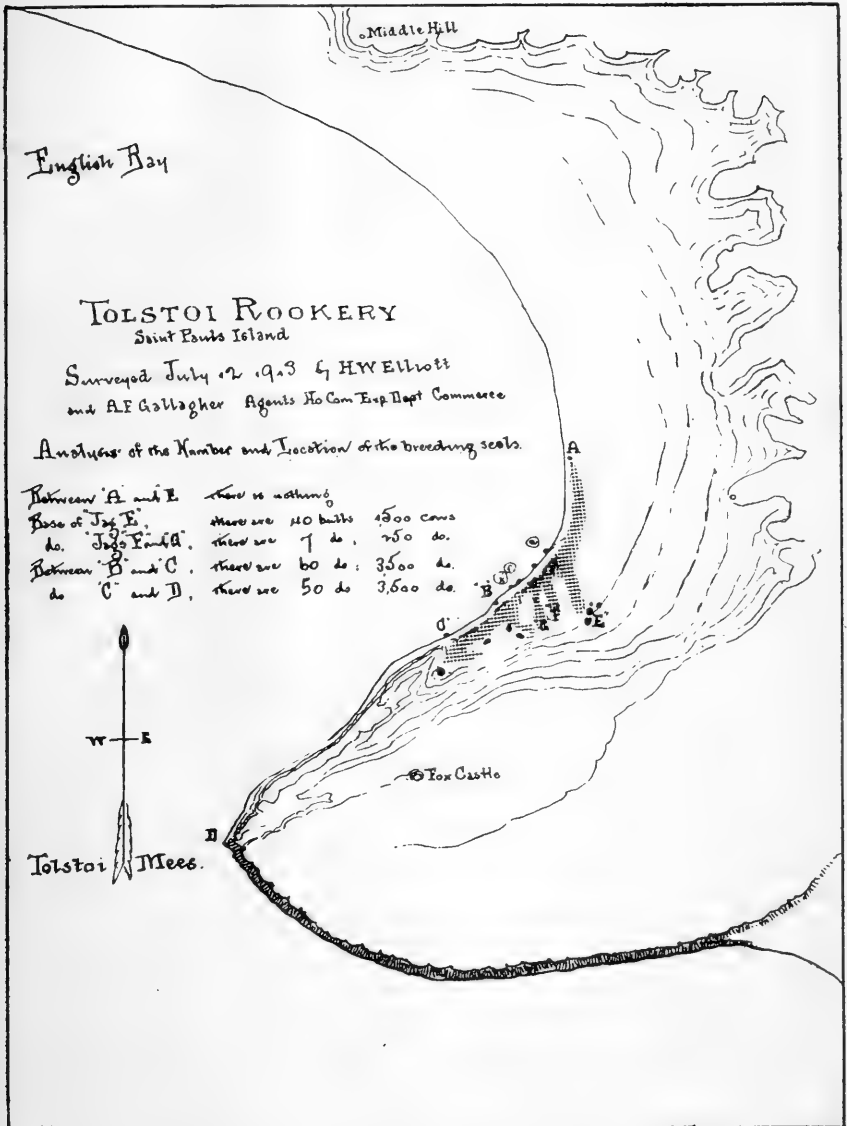 Middle Hill
English Bay
TOLSTOI ROOKERY
Saint Pauls Island
Surveyed July 12 1913 by H.W Elliott
and A.F Gallagher Agents Ho Com Exp Dept Commerce
Analysis of the Number and Location of the breeding seals.
Between "A" and "E there is nothing
Base of "Jag "E", there are 40 bulls 1500 cows
do. "Jags F and G", there are 7 do, 250 do.
Between "B" and C, there are 60 do: 3500 do.
do "C" and D, there are 50 do 3,500 do.
A
"B"
C
F
G
"E"
W E
Fox Castle
D
Tolstoi Mees.